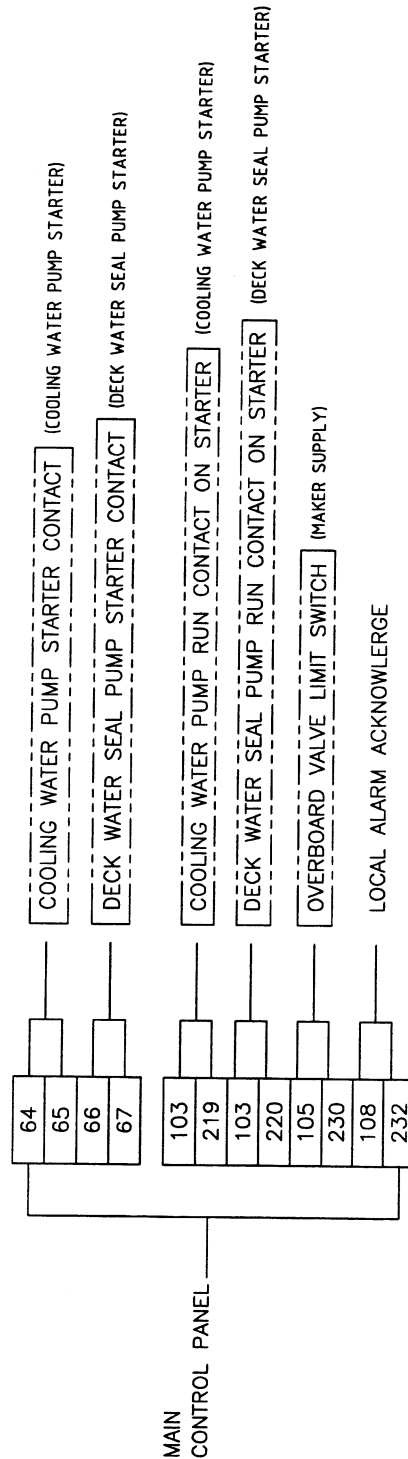 MAIN
CONTROL PANEL
64
65
66
67
103
219
103
220
105
230
108
232
COOLING WATER PUMP STARTER CONTACT (COOLING WATER PUMP STARTER)
DECK WATER SEAL PUMP STARTER CONTACT (DECK WATER SEAL PUMP STARTER)
COOLING WATER PUMP RUN CONTACT ON STARTER (COOLING WATER PUMP STARTER)
DECK WATER SEAL PUMP RUN CONTACT ON STARTER (DECK WATER SEAL PUMP STARTER)
OVERBOARD VALVE LIMIT SWITCH (MAKER SUPPLY)
LOCAL ALARM ACKNOWLERGE